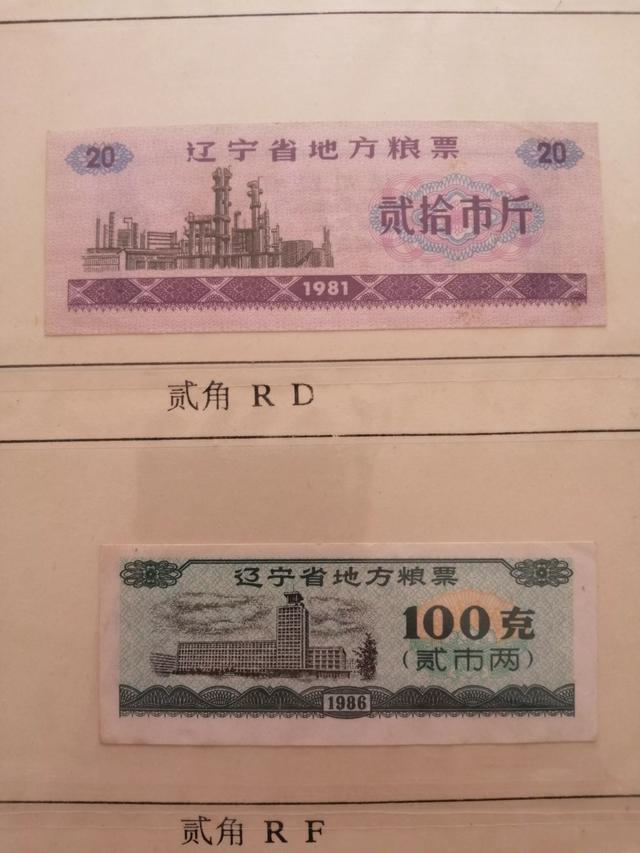 20 辽宁省地方粮票 20
贰拾市斤
1981
贰角 R D
辽宁省地方粮票
100克
(贰市两)
1986
贰角 R F